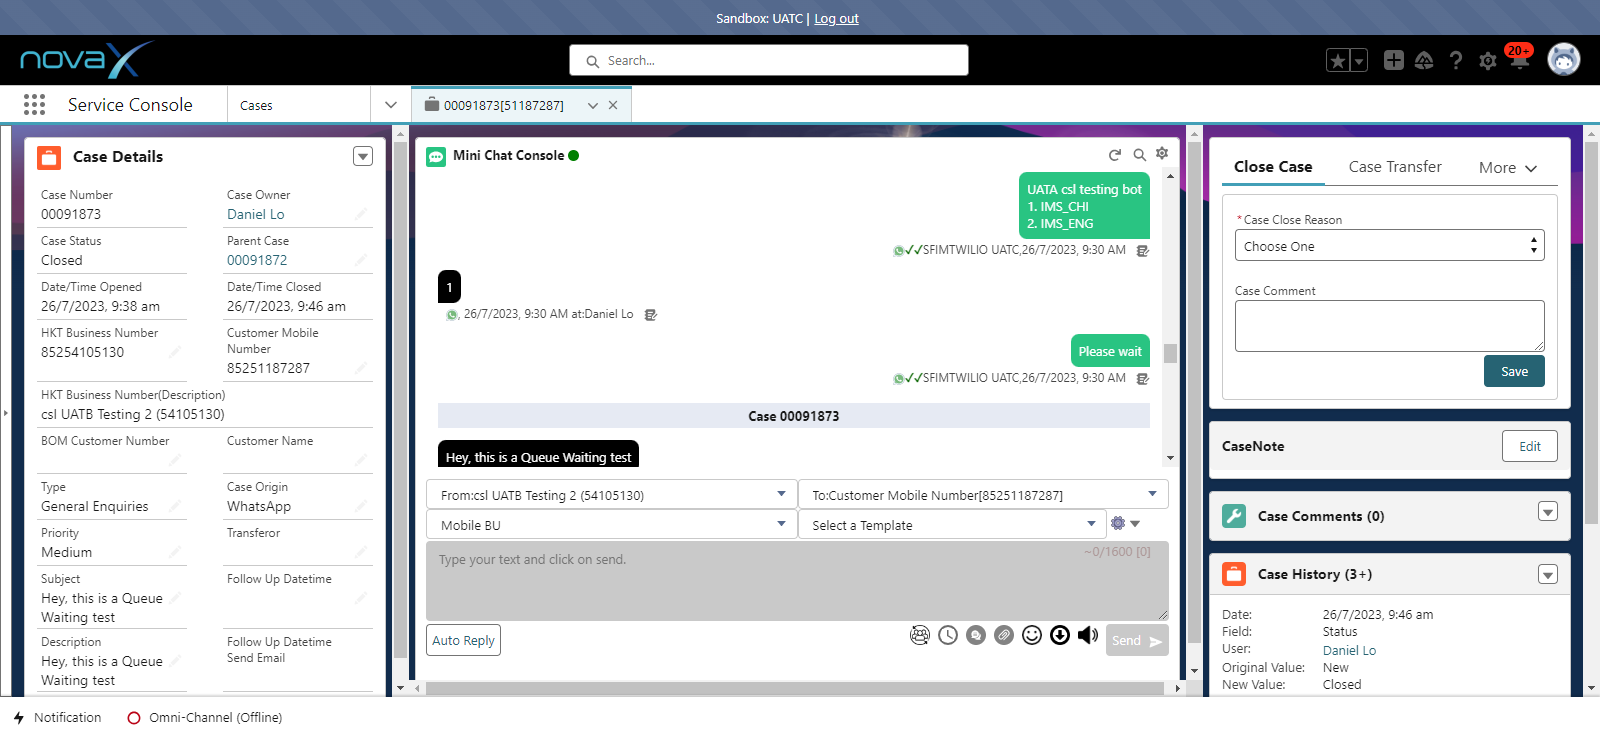 Sandbox: UATC | Log out
novaX
Search...
20+
Service Console
Cases
00091873[51187287]
Case Details
Case Number
00091873
Case Owner
Daniel Lo
Case Status
Closed
Parent Case
00091872
Date/Time Opened
26/7/2023, 9:38 am
Date/Time Closed
26/7/2023, 9:46 am
HKT Business Number
85254105130
Customer Mobile
Number
85251187287
HKT Business Number(Description)
csl UATB Testing 2 (54105130)
BOM Customer Number
Customer Name
Type
General Enquiries
Case Origin
WhatsApp
Priority
Medium
Transferor
Subject
Hey, this is a Queue
Waiting test
Follow Up Datetime
Description
Hey, this is a Queue
Waiting test
Follow Up Datetime
Send Email
Mini Chat Console
UATA csl testing bot
1. IMS_CHI
2. IMS_ENG
SFIMTWILIO UATC,26/7/2023, 9:30 AM
1
, 26/7/2023, 9:30 AM at:Daniel Lo
Please wait
SFIMTWILIO UATC,26/7/2023, 9:30 AM
Case 00091873
Hey, this is a Queue Waiting test
From:csl UATB Testing 2 (54105130)
To:Customer Mobile Number[85251187287]
Mobile BU
Select a Template
Type your text and click on send.
~0/1600 [0]
Auto Reply
Send
Close Case
Case Transfer
More
*Case Close Reason
Choose One
Case Comment
Save
CaseNote
Edit
Case Comments (0)
Case History (3+)
Date: 26/7/2023, 9:46 am
Field: Status
User: Daniel Lo
Original Value: New
New Value: Closed
Notification
Omni-Channel (Offline)